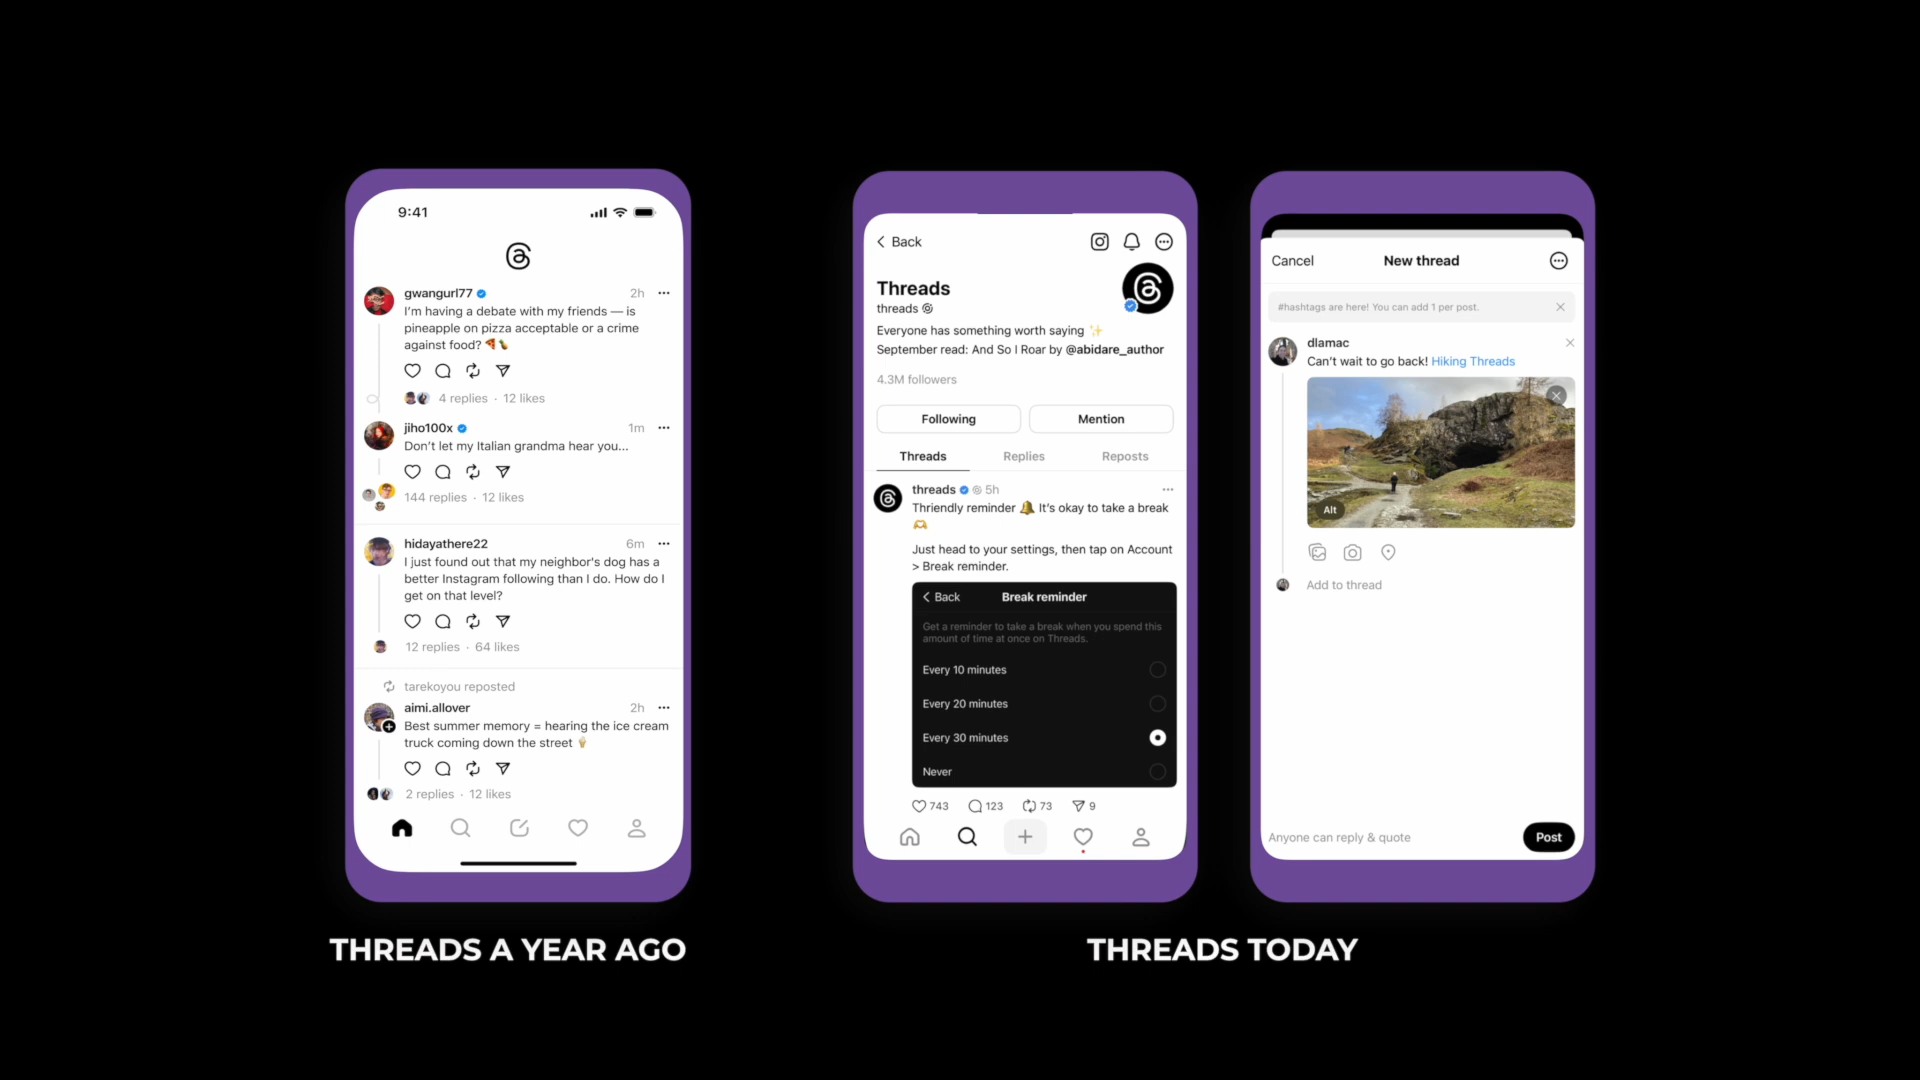 9:41
gwangurl77 2h
I'm having a debate with my friends — is
pineapple on pizza acceptable or a crime
against food? 🍕🍍
4 replies · 12 likes
jiho100x 1m
Don't let my Italian grandma hear you...
144 replies · 12 likes
hidayathere22 6m
I just found out that my neighbor's dog has a
better Instagram following than I do. How do I
get on that level?
12 replies · 64 likes
tarekoyou reposted
aimi.allover 2h
Best summer memory = hearing the ice cream
truck coming down the street 🍦
2 replies · 12 likes
THREADS A YEAR AGO
Back
Threads
threads
Everyone has something worth saying ✨
September read: And So I Roar by @abidare_author
4.3M followers
Following Mention
Threads Replies Reposts
threads 5h
Thriendly reminder 🔔 It's okay to take a break
🫶
Just head to your settings, then tap on Account
> Break reminder.
Back Break reminder
Get a reminder to take a break when you spend this
amount of time at once on Threads.
Every 10 minutes
Every 20 minutes
Every 30 minutes
Never
743 123 73 9
Cancel New thread
#hashtags are here! You can add 1 per post.
dlamac
Can't wait to go back! Hiking Threads
Alt
Add to thread
Anyone can reply & quote Post
THREADS TODAY